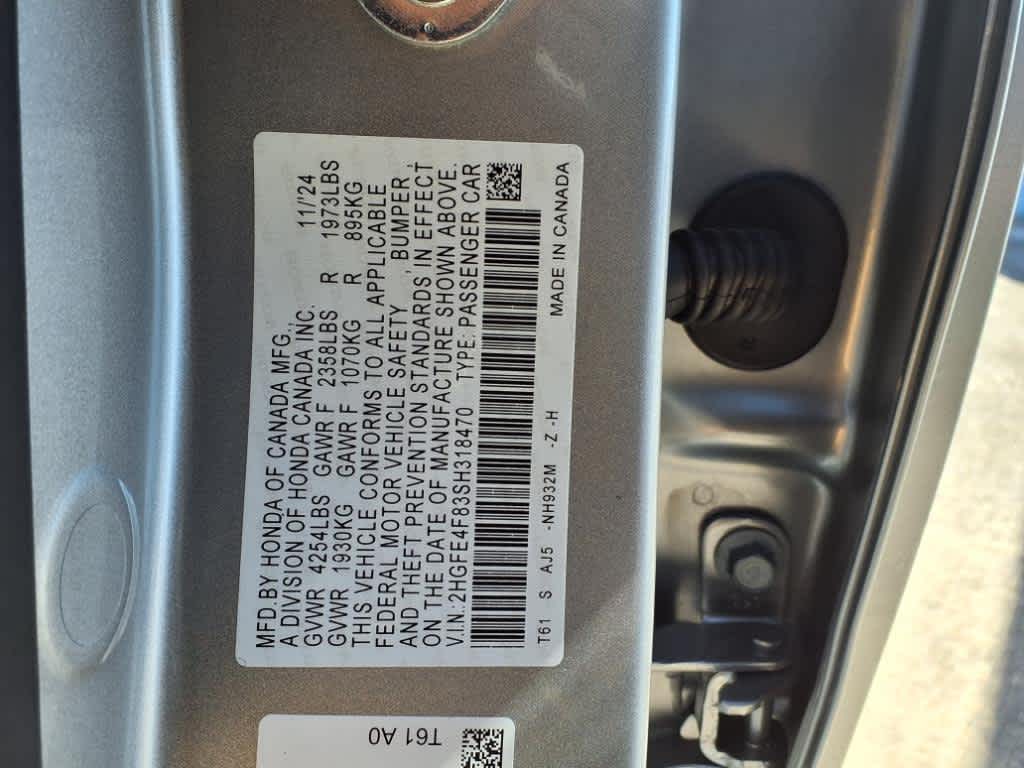 MFD.BY HONDA OF CANADA MFG.,
A DIVISION OF HONDA CANADA INC. 11/'24
GVWR 4254LBS GAWR F 2358LBS R 1973LBS
GVWR 1930KG GAWR F 1070KG R 895KG
THIS VEHICLE CONFORMS TO ALL APPLICABLE
FEDERAL MOTOR VEHICLE SAFETY, BUMPER,
AND THEFT PREVENTION STANDARDS, IN EFFECT
ON THE DATE OF MANUFACTURE SHOWN ABOVE.
V.I.N.:2HGFE4F83SH318470 TYPE:PASSENGER CAR
T61 S AJ5 -NH932M -Z -H
MADE IN CANADA
T61 A0